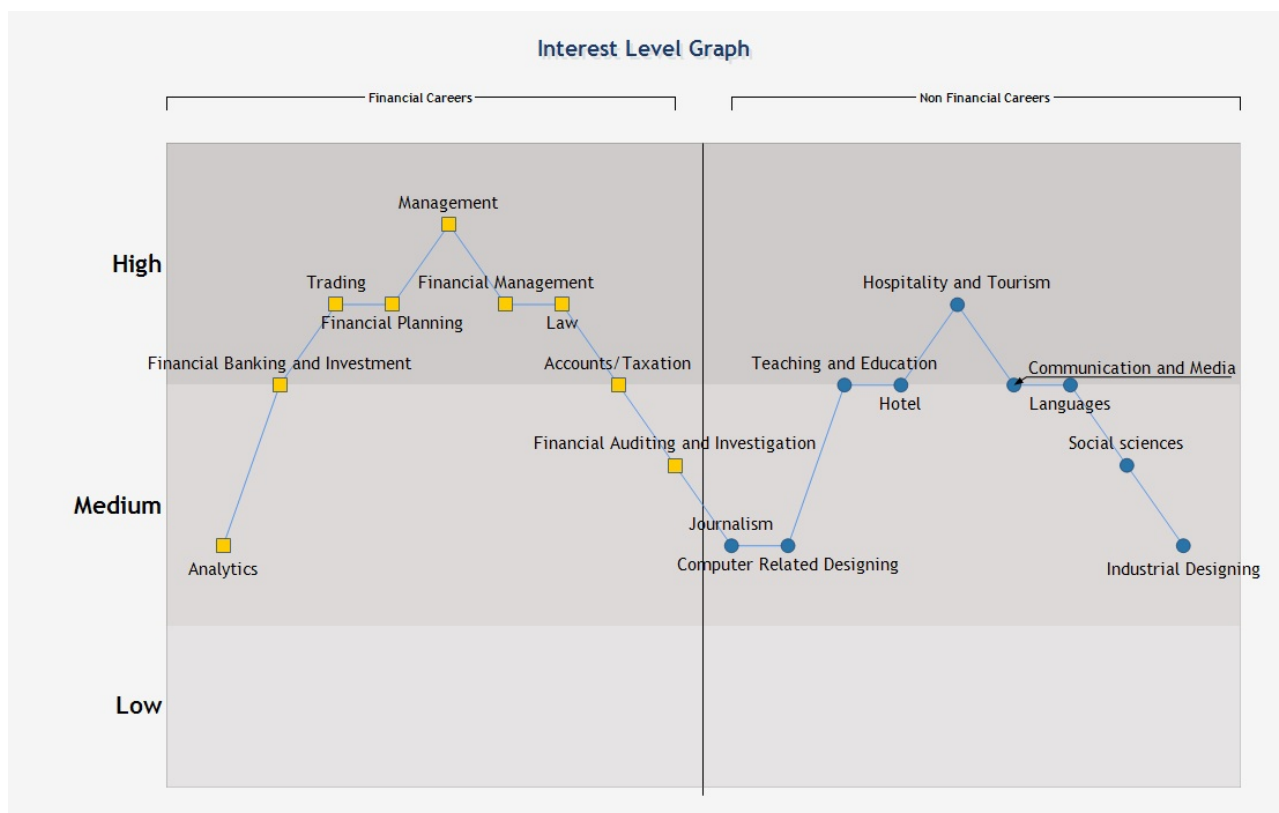 Interest Level Graph
Financial Careers
Non Financial Careers
Management
High
Trading
Financial Management
Hospitality and Tourism
Financial Planning
Law
Financial Banking and Investment
Accounts/Taxation
Teaching and Education
Communication and Media
Hotel
Languages
Financial Auditing and Investigation
Social sciences
Medium
Journalism
Analytics
Computer Related Designing
Industrial Designing
Low